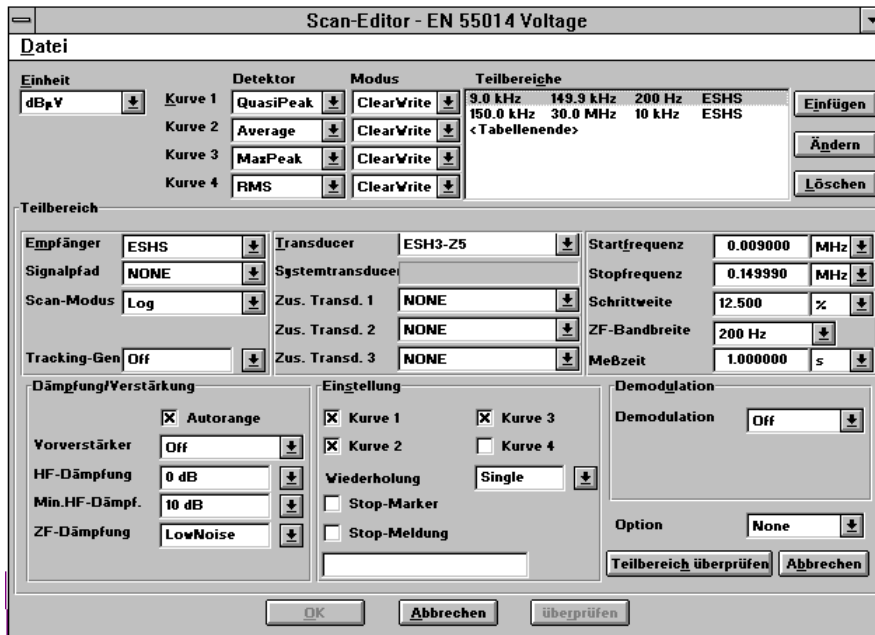 Scan-Editor - EN 55014 Voltage
Datei
Einheit
dBµV
Detektor Modus
Kurve 1 QuasiPeak ClearWrite
Kurve 2 Average ClearWrite
Kurve 3 MaxPeak ClearWrite
Kurve 4 RMS ClearWrite
Teilbereiche
9.0 kHz 149.9 kHz 200 Hz ESHS
150.0 kHz 30.0 MHz 10 kHz ESHS
<Tabellenende>
Einfügen
Ändern
Löschen
Teilbereich
Empfänger ESHS
Signalpfad NONE
Scan-Modus Log
Tracking-Gen Off
Transducer ESH3-Z5
Systemtransducer
Zus. Transd. 1 NONE
Zus. Transd. 2 NONE
Zus. Transd. 3 NONE
Startfrequenz 0.009000 MHz
Stopfrequenz 0.149990 MHz
Schrittweite 12.500 %
ZF-Bandbreite 200 Hz
Meßzeit 1.000000 s
Dämpfung/Verstärkung
Autorange
Vorverstärker Off
HF-Dämpfung 0 dB
Min.HF-Dämpf. 10 dB
ZF-Dämpfung LowNoise
Einstellung
Kurve 1 Kurve 3
Kurve 2 Kurve 4
Wiederholung Single
Stop-Marker
Stop-Meldung
Demodulation
Demodulation Off
Option None
Teilbereich überprüfen Abbrechen
OK Abbrechen überprüfen